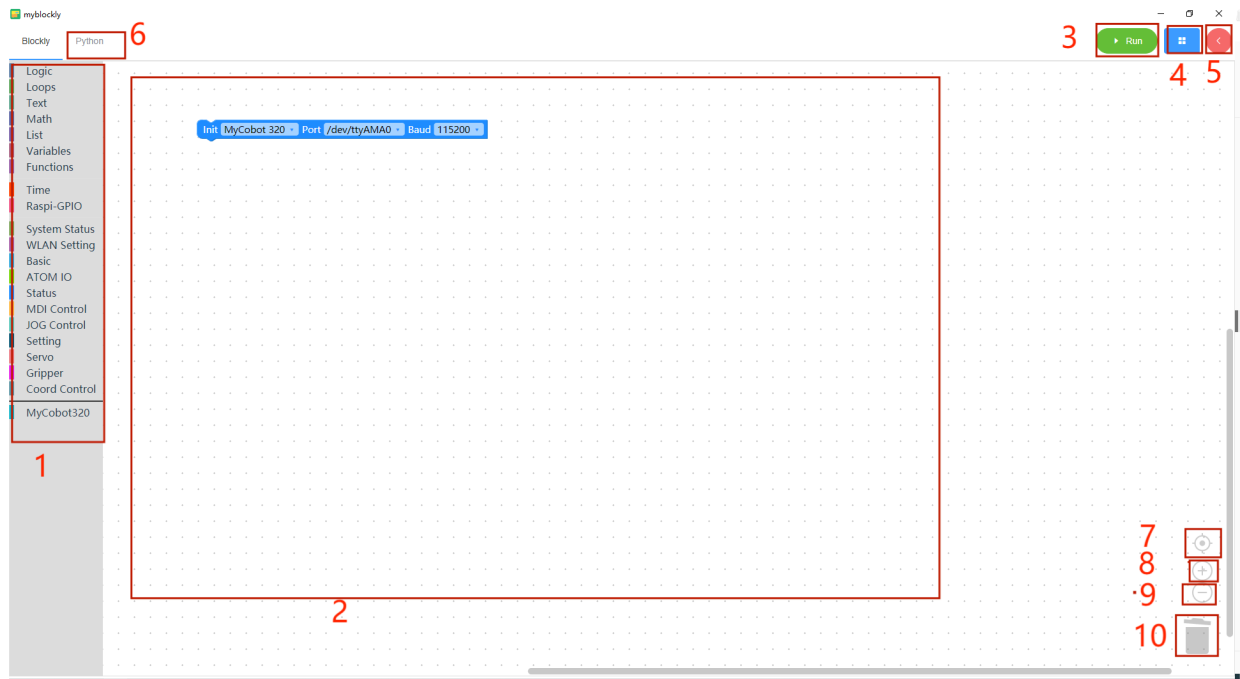 myblockly
Blockly Python 6
3 Run
4 5
Logic
Loops
Text
Math
List
Variables
Functions
Time
Raspi-GPIO
System Status
WLAN Setting
Basic
ATOM IO
Status
MDI Control
JOG Control
Setting
Servo
Gripper
Coord Control
MyCobot320
1
Init MyCobot 320 Port /dev/ttyAMA0 Baud 115200
2
7
8
9
10